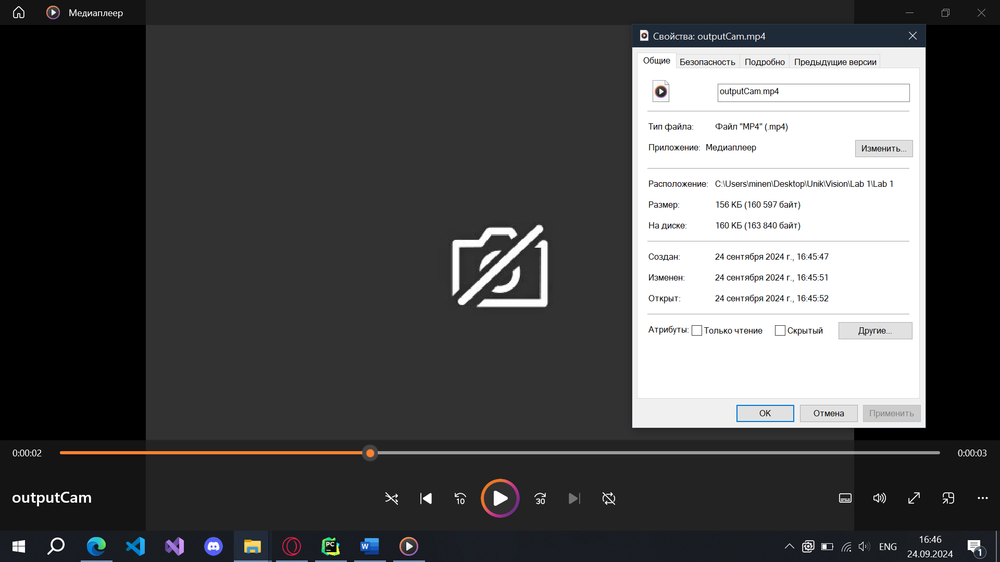 Медиаплеер
Свойства: outputCam.mp4
Общие
Безопасность
Подробно
Предыдущие версии
outputCam.mp4
Тип файла: Файл "MP4" (.mp4)
Приложение: Медиаплеер
Изменить...
Расположение: C:\Users\minen\Desktop\Unik\Vision\Lab 1\Lab 1
Размер: 156 КБ (160 597 байт)
На диске: 160 КБ (163 840 байт)
Создан: 24 сентября 2024 г., 16:45:47
Изменен: 24 сентября 2024 г., 16:45:51
Открыт: 24 сентября 2024 г., 16:45:52
Атрибуты: Только чтение Скрытый Другие...
ОК Отмена Применить
0:00:02
0:00:03
outputCam
10
30
PC
W
ENG
16:46
24.09.2024
1